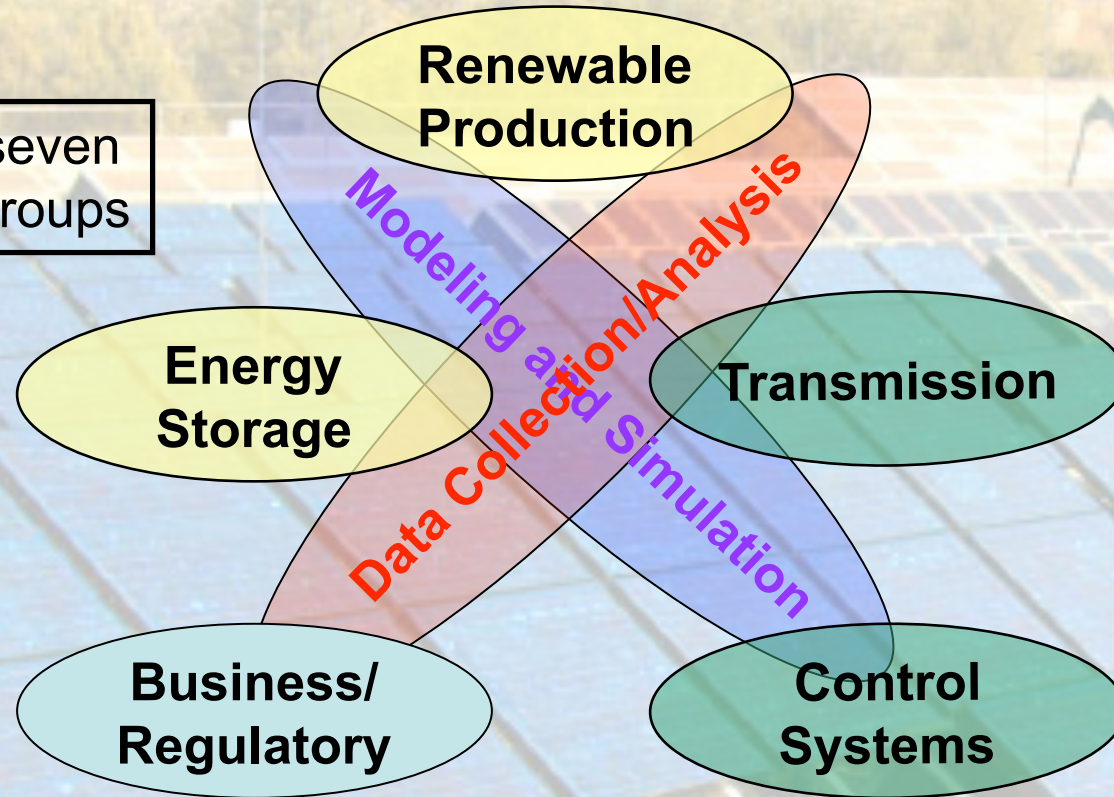 Renewable
Production
seven
roups
Modeling and Simulation
Data Collection/Analysis
Energy
Storage
Transmission
Business/
Regulatory
Control
Systems